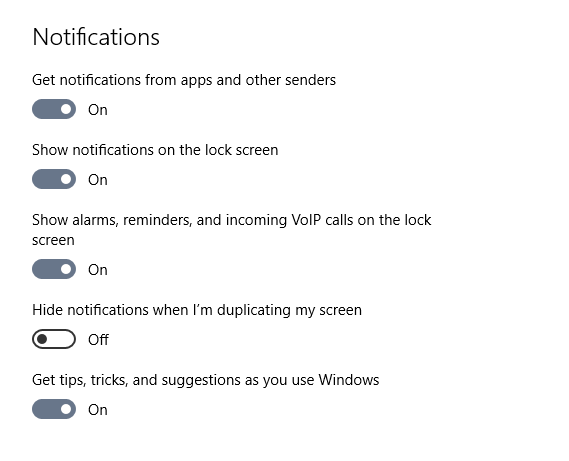 Notifications
Get notifications from apps and other senders
On
Show notifications on the lock screen
On
Show alarms, reminders, and incoming VoIP calls on the lock
screen
On
Hide notifications when I’m duplicating my screen
Off
Get tips, tricks, and suggestions as you use Windows
On